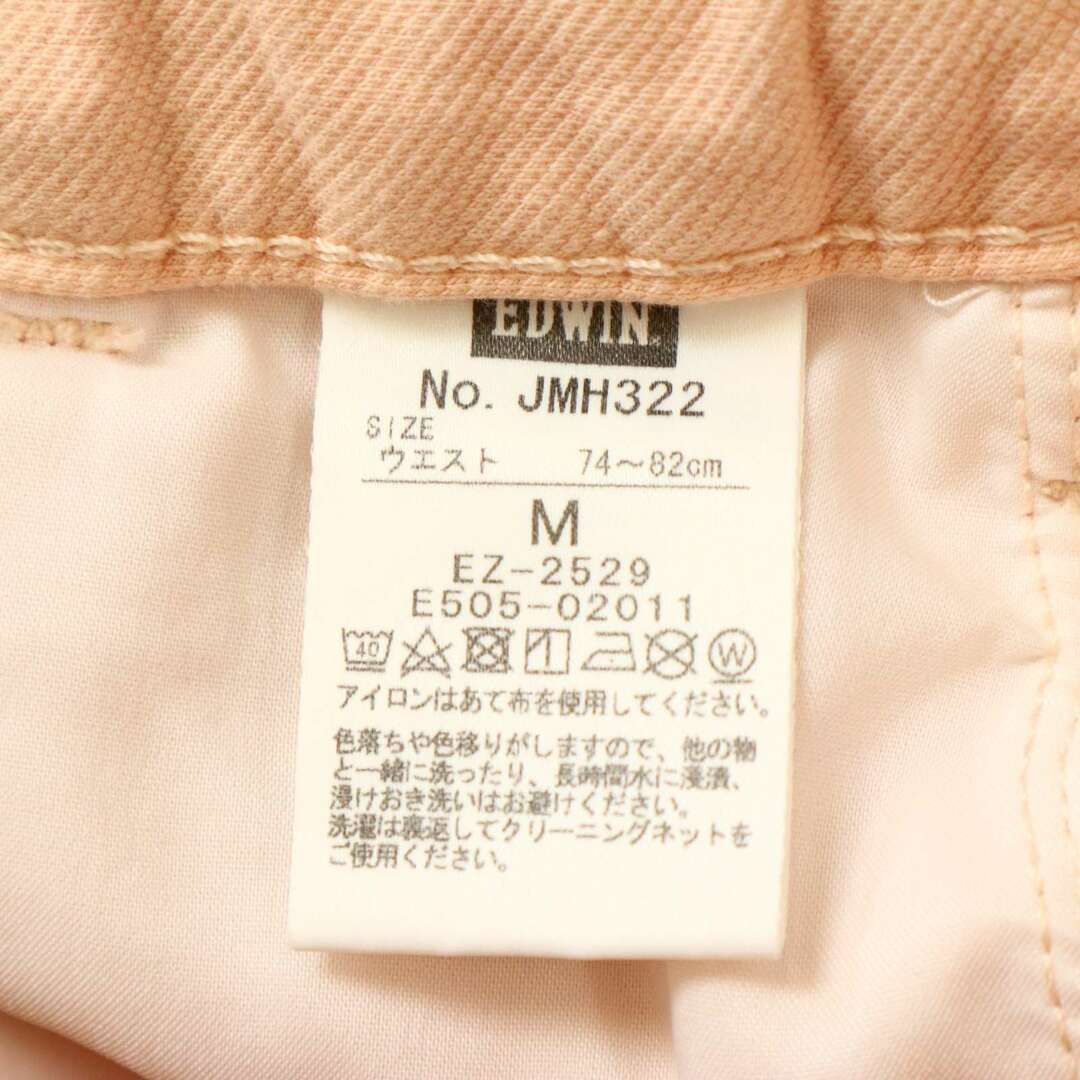 EDWIN
No. JMH322
SIZE
ウエスト 74〜82cm
M
EZ-2529
E505-02011
40 W
アイロンはあて布を使用してください。
色落ちや色移りがしますので、他の物
と一緒に洗ったり、長時間水に浸漬、
浸けおき洗いはお避けください。
洗濯は裏返してクリーニングネットを
ご使用ください。